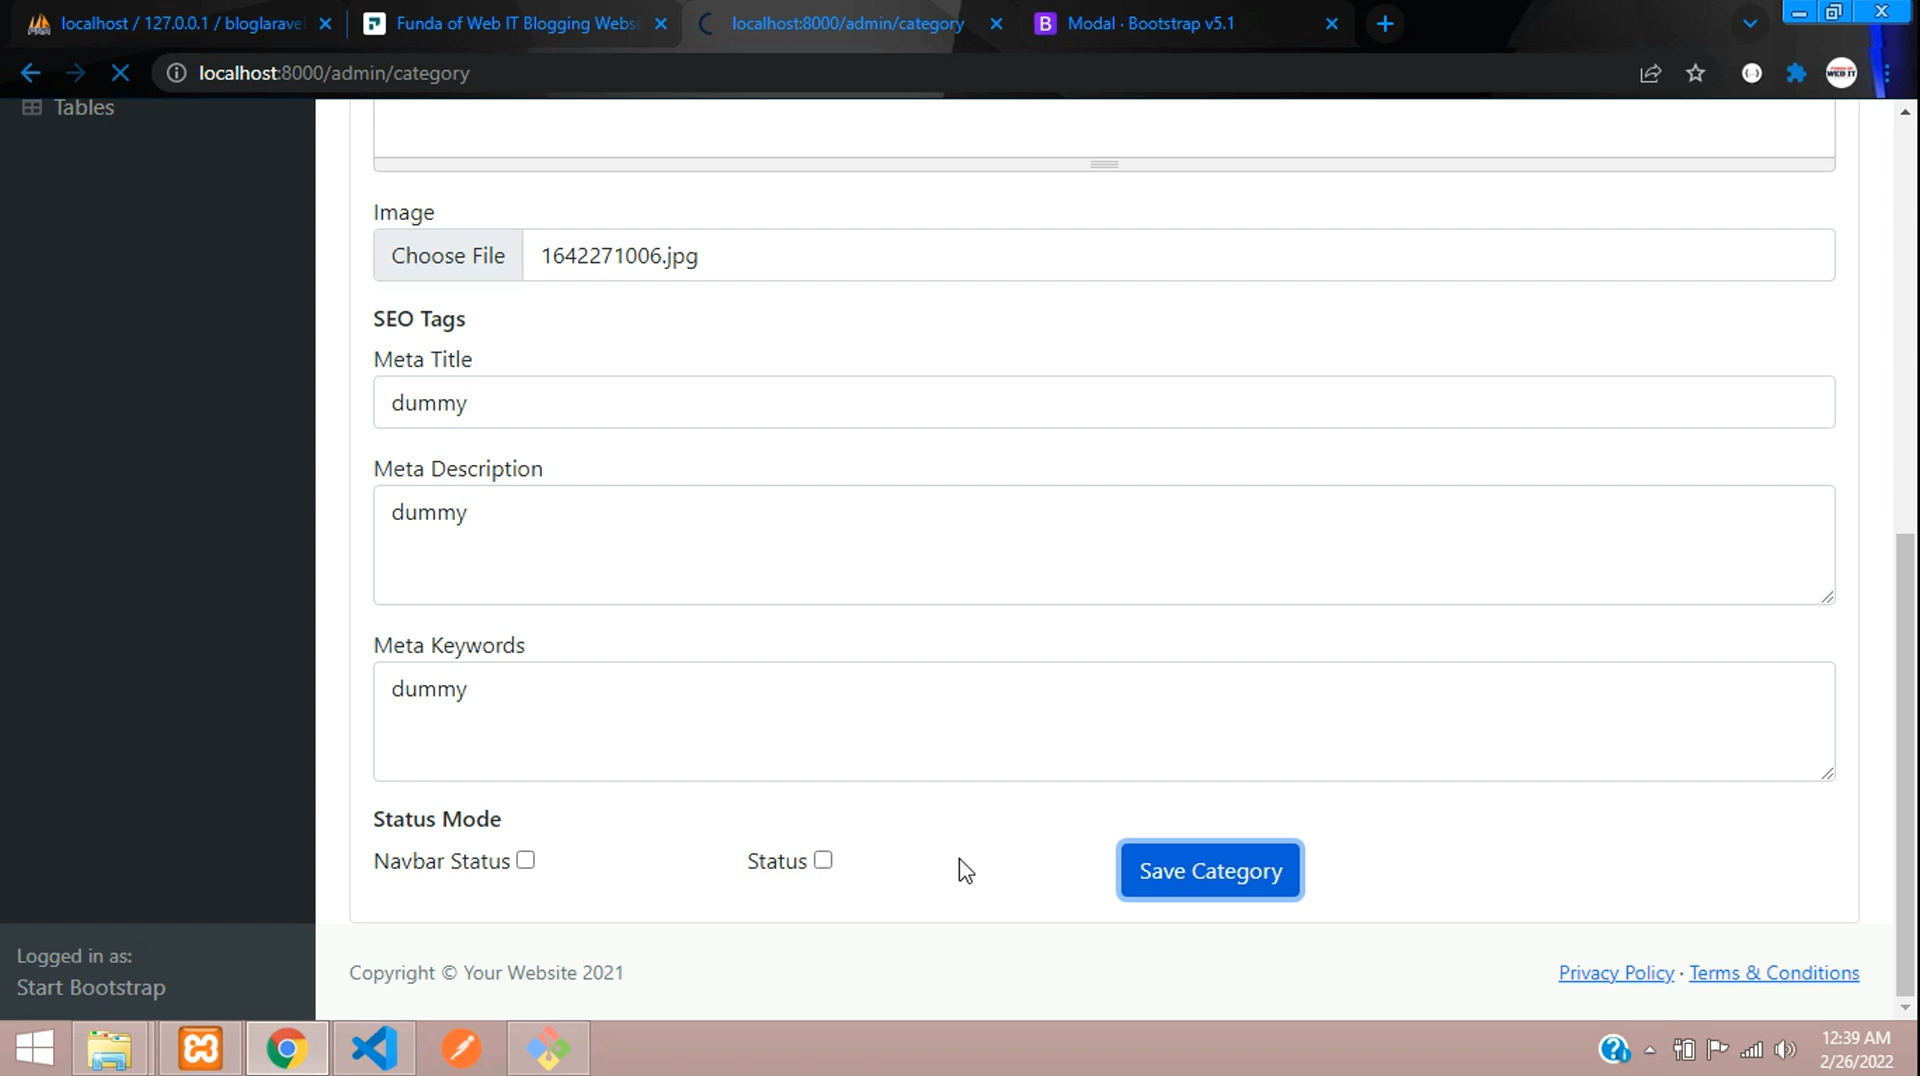 localhost / 127.0.0.1 / bloglaravel
Funda of Web IT Blogging Websi
localhost:8000/admin/category
B Modal · Bootstrap v5.1
localhost:8000/admin/category
WEB IT
Tables
Image
Choose File 1642271006.jpg
SEO Tags
Meta Title
dummy
Meta Description
dummy
Meta Keywords
dummy
Status Mode
Navbar Status Status Save Category
Logged in as:
Start Bootstrap
Copyright © Your Website 2021
Privacy Policy · Terms & Conditions
12:39 AM
2/26/2022